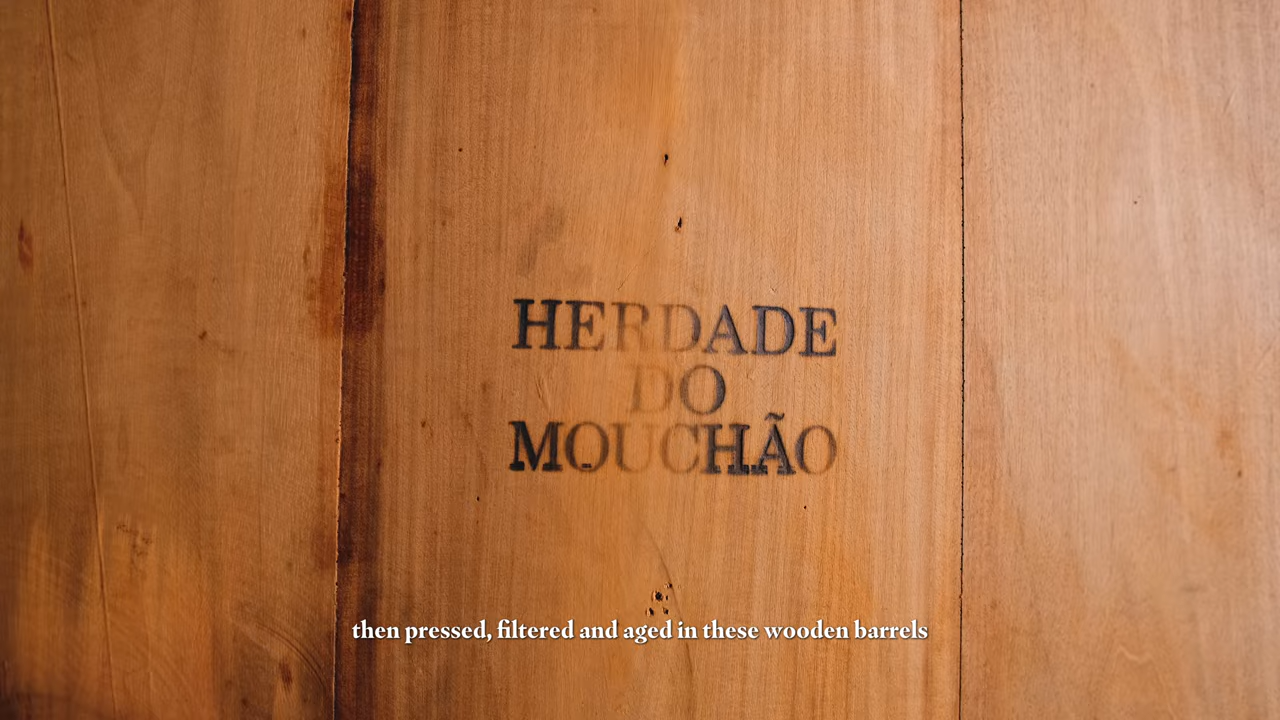 HERDADE
DO
MOUCHÃO
then pressed, filtered and aged in these wooden barrels